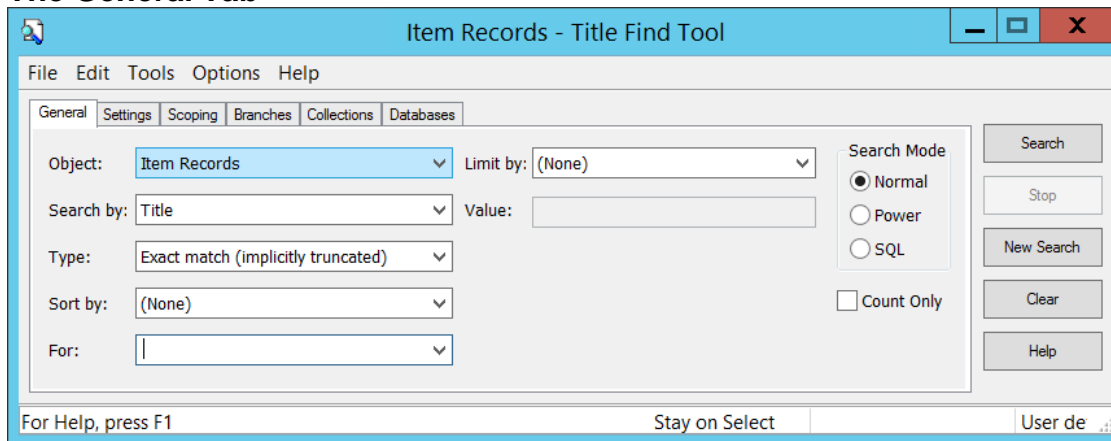 The General Tab
Item Records - Title Find Tool
X
File Edit Tools Options Help
General Settings Scoping Branches Collections Databases
Object: Item Records Limit by: (None) Search Mode Search
Normal
Search by: Title Value: Power Stop
Type: Exact match (implicitly truncated) SQL New Search
Sort by: (None) Count Only Clear
For: Help
For Help, press F1 Stay on Select User de